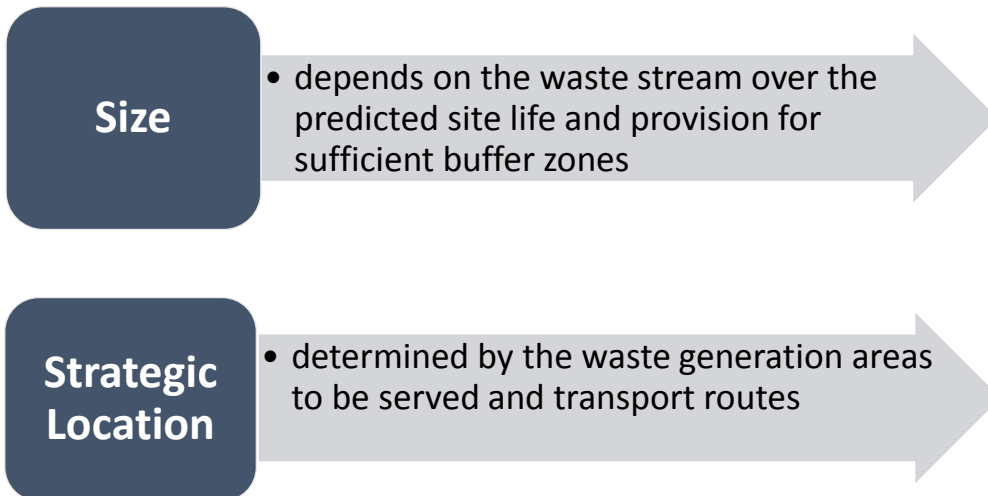 Size
• depends on the waste stream over the
predicted site life and provision for
sufficient buffer zones
Strategic
Location
• determined by the waste generation areas
to be served and transport routes